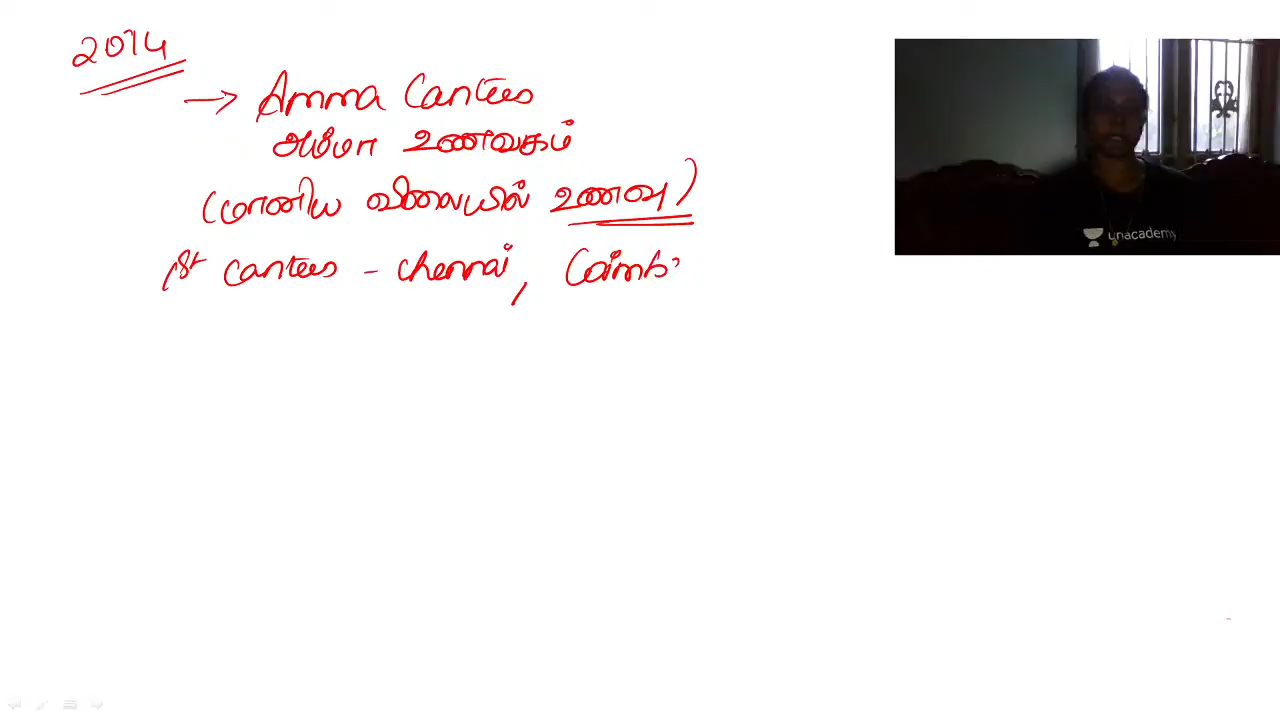 2014
→ Amma Canteen
அம்மா உணவகம்
(மானிய விலையில் உணவு)
1st canteen - chennai, Coimb
unacademy